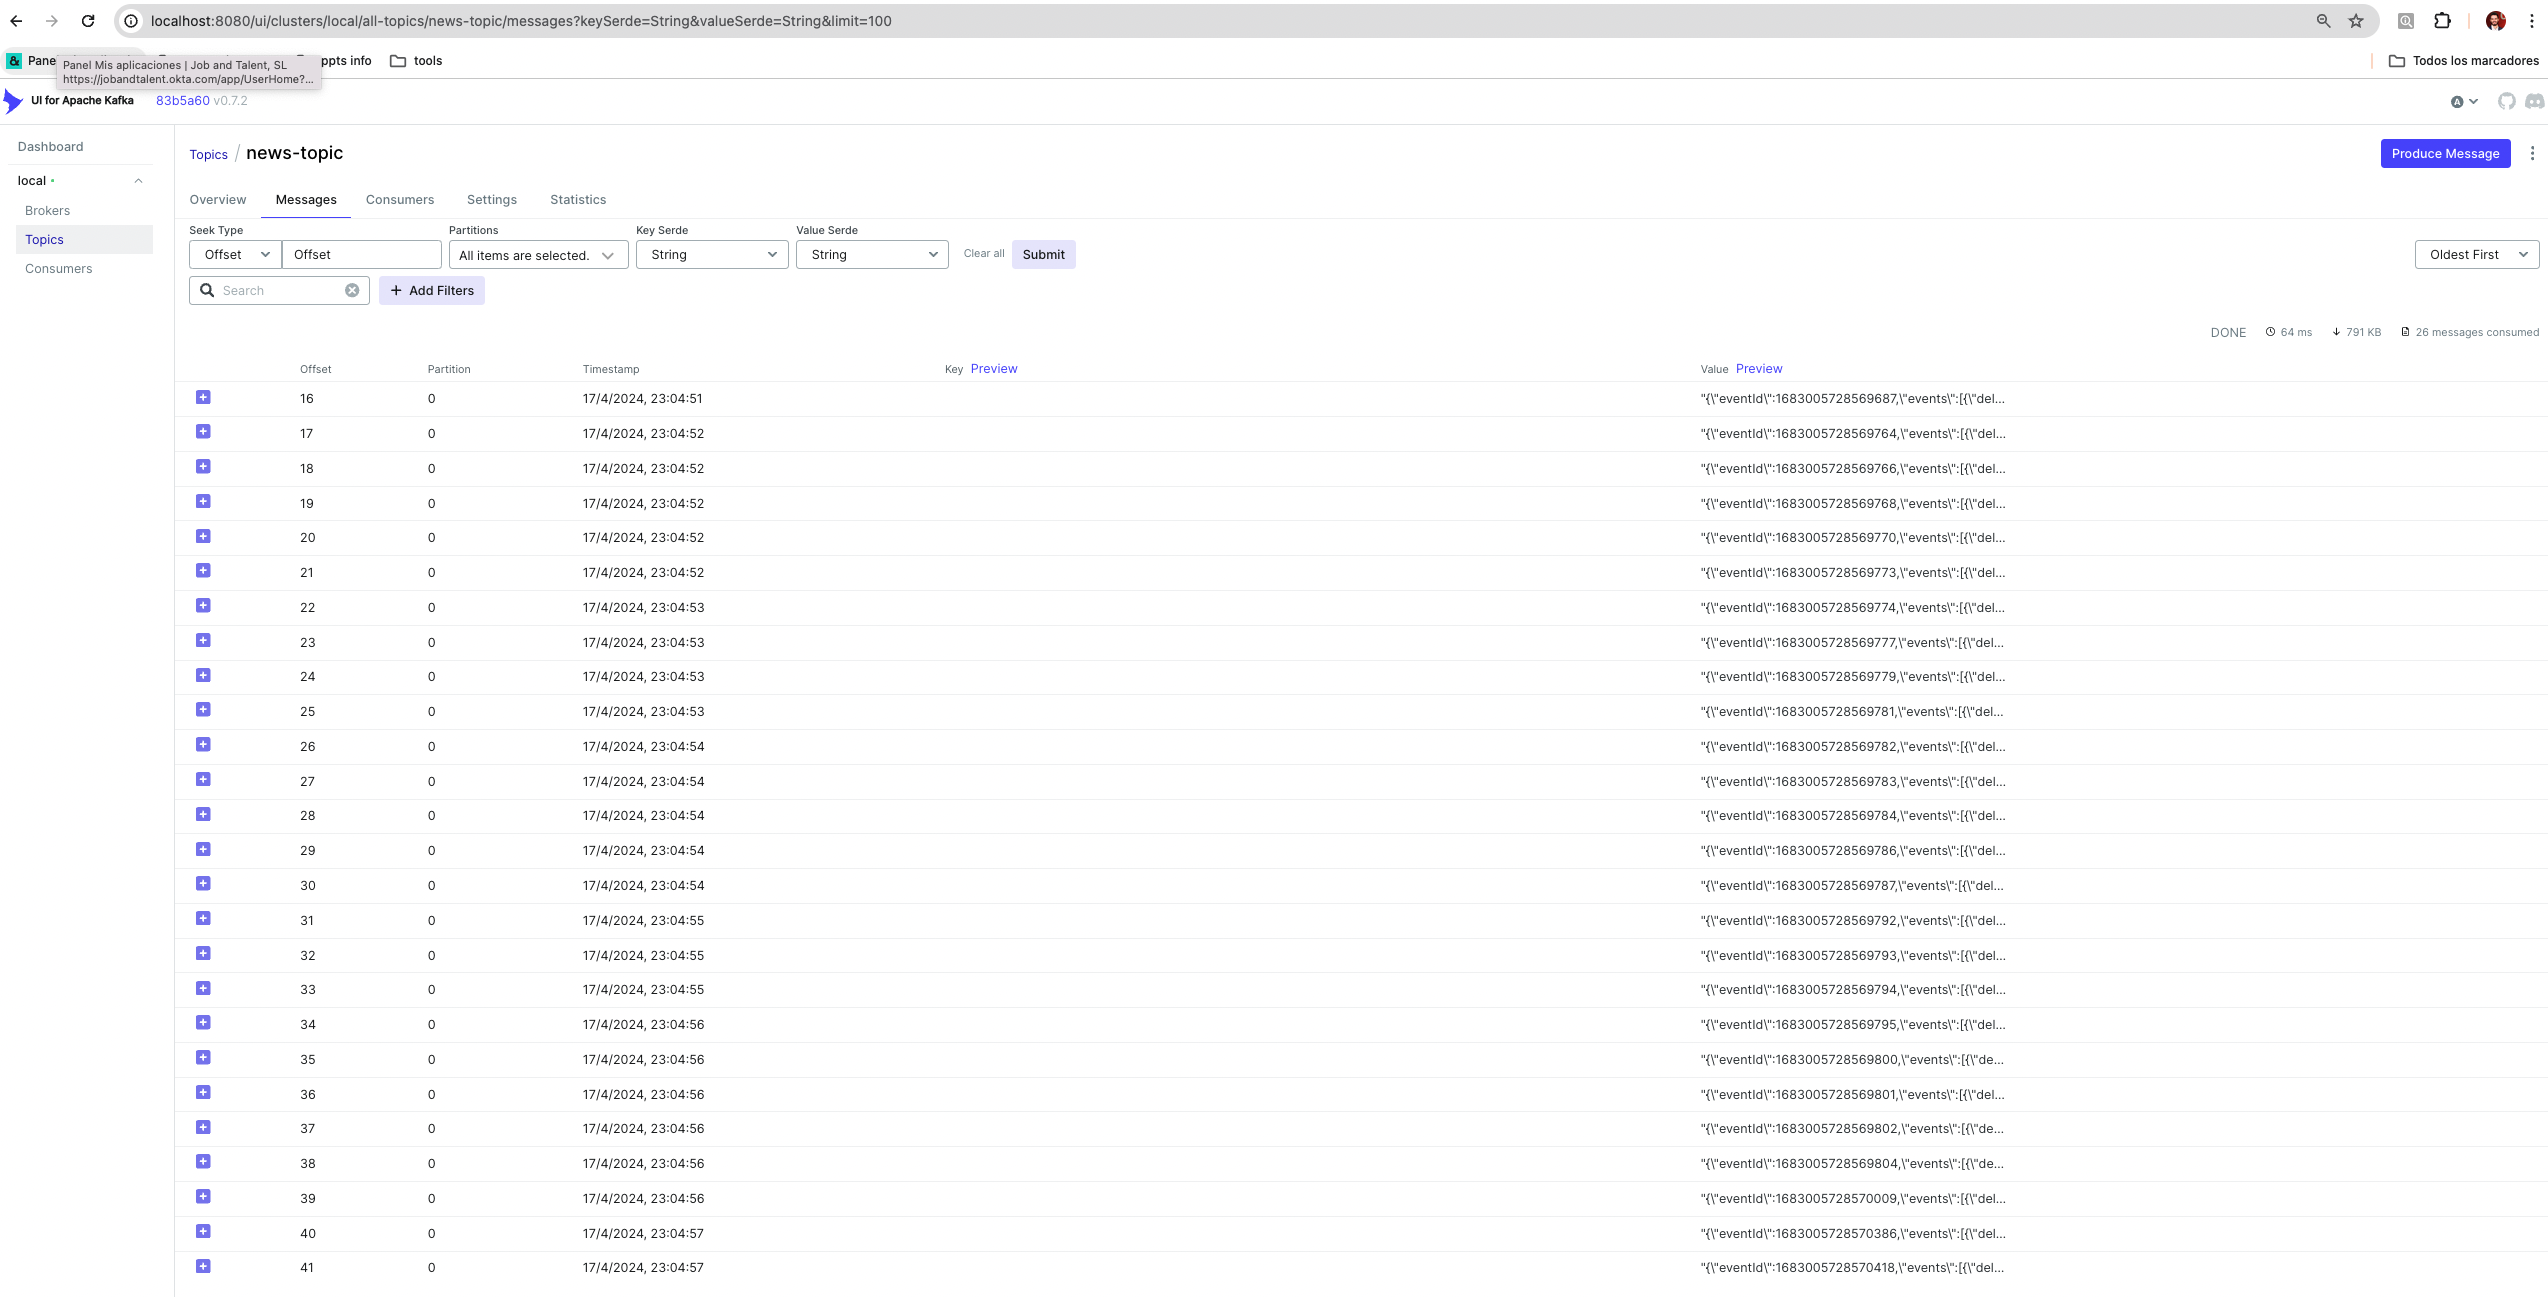 localhost:8080/ui/clusters/local/all-topics/news-topic/messages?keySerde=String&valueSerde=String&limit=100
& Pane
Panel Mis aplicaciones | Job and Talent, SL
https://jobandtalent.okta.com/app/UserHome?...
ppts info
tools
Todos los marcadores
UI for Apache Kafka 83b5a60 v0.7.2
A
Dashboard
local
Brokers
Topics
Consumers
Topics / news-topic
Produce Message
Overview Messages Consumers Settings Statistics
Seek Type Partitions Key Serde Value Serde
Offset Offset All items are selected. String String Clear all Submit Oldest First
Search + Add Filters
DONE 64 ms 791 KB 26 messages consumed
Offset Partition Timestamp Key Preview Value Preview
16 0 17/4/2024, 23:04:51 "{\"eventId\":1683005728569687,\"events\":[{\"del...
17 0 17/4/2024, 23:04:52 "{\"eventId\":1683005728569764,\"events\":[{\"del...
18 0 17/4/2024, 23:04:52 "{\"eventId\":1683005728569766,\"events\":[{\"del...
19 0 17/4/2024, 23:04:52 "{\"eventId\":1683005728569768,\"events\":[{\"del...
20 0 17/4/2024, 23:04:52 "{\"eventId\":1683005728569770,\"events\":[{\"del...
21 0 17/4/2024, 23:04:52 "{\"eventId\":1683005728569773,\"events\":[{\"del...
22 0 17/4/2024, 23:04:53 "{\"eventId\":1683005728569774,\"events\":[{\"del...
23 0 17/4/2024, 23:04:53 "{\"eventId\":1683005728569777,\"events\":[{\"del...
24 0 17/4/2024, 23:04:53 "{\"eventId\":1683005728569779,\"events\":[{\"del...
25 0 17/4/2024, 23:04:53 "{\"eventId\":1683005728569781,\"events\":[{\"del...
26 0 17/4/2024, 23:04:54 "{\"eventId\":1683005728569782,\"events\":[{\"del...
27 0 17/4/2024, 23:04:54 "{\"eventId\":1683005728569783,\"events\":[{\"del...
28 0 17/4/2024, 23:04:54 "{\"eventId\":1683005728569784,\"events\":[{\"del...
29 0 17/4/2024, 23:04:54 "{\"eventId\":1683005728569786,\"events\":[{\"del...
30 0 17/4/2024, 23:04:54 "{\"eventId\":1683005728569787,\"events\":[{\"del...
31 0 17/4/2024, 23:04:55 "{\"eventId\":1683005728569792,\"events\":[{\"del...
32 0 17/4/2024, 23:04:55 "{\"eventId\":1683005728569793,\"events\":[{\"del...
33 0 17/4/2024, 23:04:55 "{\"eventId\":1683005728569794,\"events\":[{\"del...
34 0 17/4/2024, 23:04:56 "{\"eventId\":1683005728569795,\"events\":[{\"del...
35 0 17/4/2024, 23:04:56 "{\"eventId\":1683005728569800,\"events\":[{\"de...
36 0 17/4/2024, 23:04:56 "{\"eventId\":1683005728569801,\"events\":[{\"del...
37 0 17/4/2024, 23:04:56 "{\"eventId\":1683005728569802,\"events\":[{\"de...
38 0 17/4/2024, 23:04:56 "{\"eventId\":1683005728569804,\"events\":[{\"de...
39 0 17/4/2024, 23:04:56 "{\"eventId\":1683005728570009,\"events\":[{\"del...
40 0 17/4/2024, 23:04:57 "{\"eventId\":1683005728570386,\"events\":[{\"del...
41 0 17/4/2024, 23:04:57 "{\"eventId\":1683005728570418,\"events\":[{\"del...